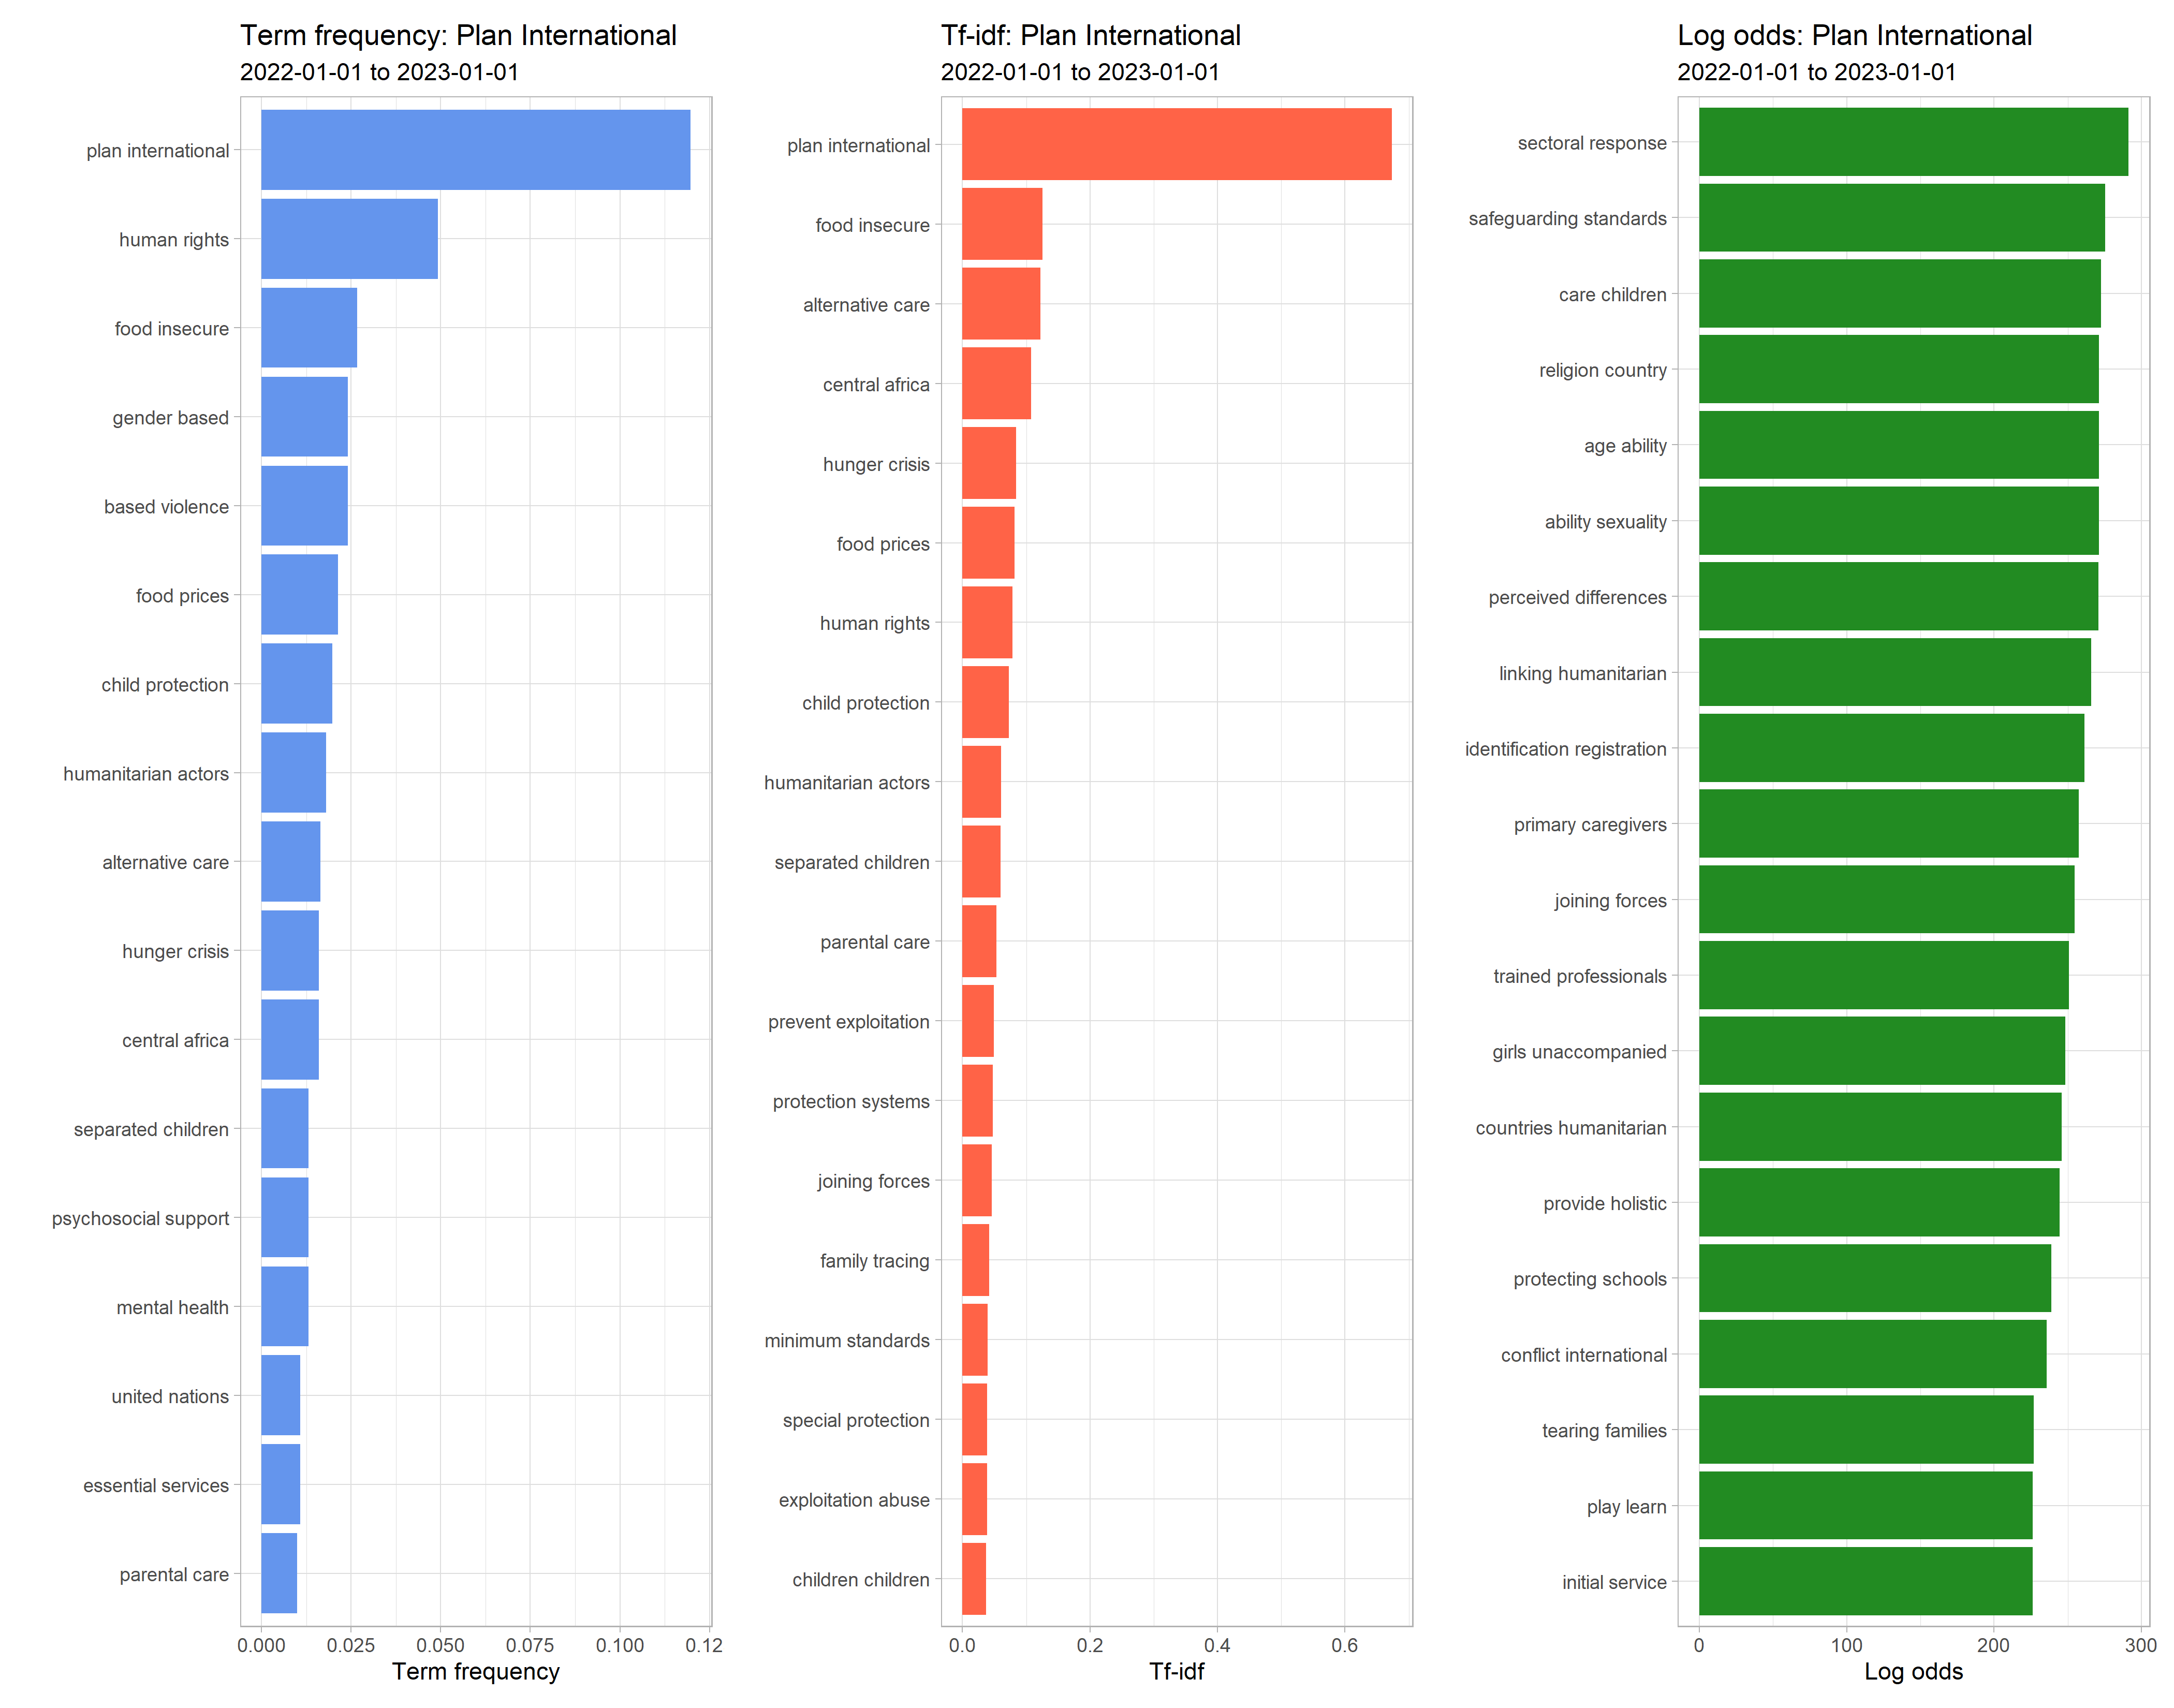 Term frequency: Plan International
2022-01-01 to 2023-01-01
plan international
human rights
food insecure
gender based
based violence
food prices
child protection
humanitarian actors
alternative care
hunger crisis
central africa
separated children
psychosocial support
mental health
united nations
essential services
parental care
0.000 0.025 0.050 0.075 0.100 0.12
Term frequency
Tf-idf: Plan International
2022-01-01 to 2023-01-01
plan international
food insecure
alternative care
central africa
hunger crisis
food prices
human rights
child protection
humanitarian actors
separated children
parental care
prevent exploitation
protection systems
joining forces
family tracing
minimum standards
special protection
exploitation abuse
children children
0.0 0.2 0.4 0.6
Tf-idf
Log odds: Plan International
2022-01-01 to 2023-01-01
sectoral response
safeguarding standards
care children
religion country
age ability
ability sexuality
perceived differences
linking humanitarian
identification registration
primary caregivers
joining forces
trained professionals
girls unaccompanied
countries humanitarian
provide holistic
protecting schools
conflict international
tearing families
play learn
initial service
0 100 200 300
Log odds